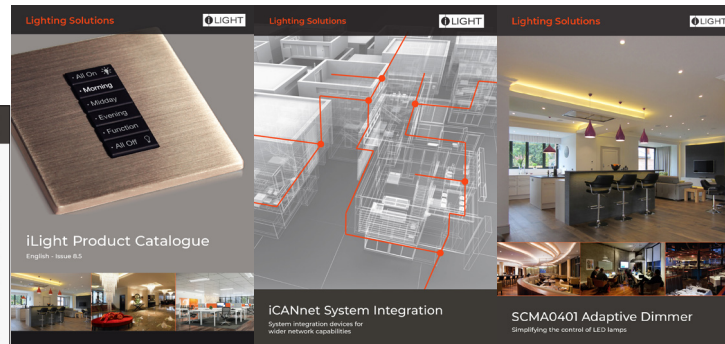 Lighting Solutions
iLIGHT
· All On
· Morning
· Midday
· Evening
· Function
· All Off
iLight Product Catalogue
English - Issue 8.5
Lighting Solutions
iLIGHT
iCANnet System Integration
System integration devices for
wider network capabilities
Lighting Solutions
iLIGHT
SCMA0401 Adaptive Dimmer
Simplifying the control of LED lamps